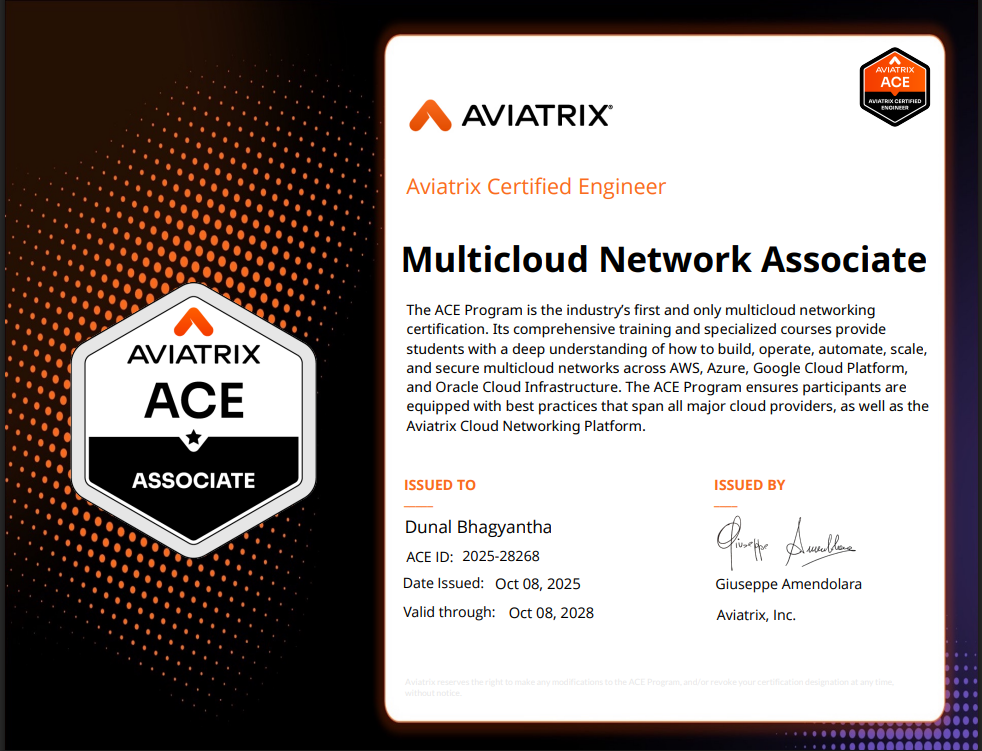 AVIATRIX
ACE
AVIATRIX CERTIFIED
ENGINEER
AVIATRIX®
Aviatrix Certified Engineer
Multicloud Network Associate
The ACE Program is the industry’s first and only multicloud networking
certification. Its comprehensive training and specialized courses provide
students with a deep understanding of how to build, operate, automate, scale,
and secure multicloud networks across AWS, Azure, Google Cloud Platform,
and Oracle Cloud Infrastructure. The ACE Program ensures participants are
equipped with best practices that span all major cloud providers, as well as the
Aviatrix Cloud Networking Platform.
AVIATRIX
ACE
ASSOCIATE
ISSUED TO
Dunal Bhagyantha
ACE ID: 2025-28268
Date Issued: Oct 08, 2025
Valid through: Oct 08, 2028
ISSUED BY
Giuseppe Amendolara
Giuseppe Amendolara
Aviatrix, Inc.
Aviatrix's reserves the right to make any modifications to the ACE Program, and/or revoke your certification designation at any time,
without notice.